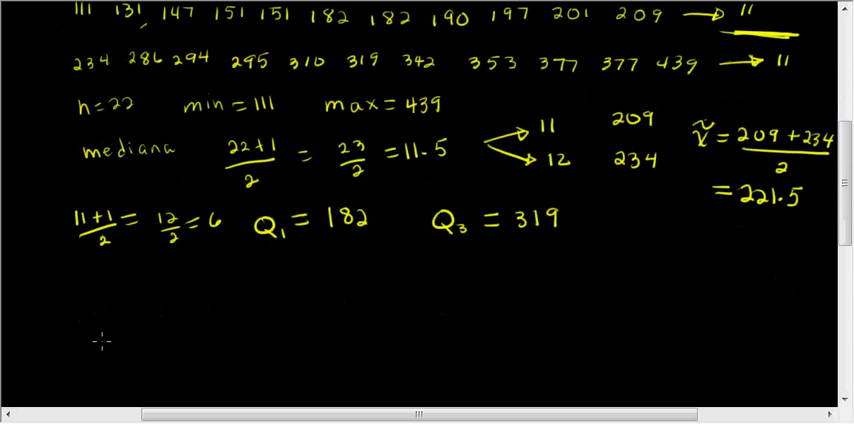 111 131 147 151 151 182 182 190 197 201 209 → 11
234 286 294 295 310 319 342 353 377 377 439 → 11
n=22 min = 111 max = 439
mediana (22+1)/2 = 23/2 = 11.5
11 209
12 234
x̃ = (209+234)/2
= 221.5
(11+1)/2 = 12/2 = 6 Q₁ = 182 Q₃ = 319